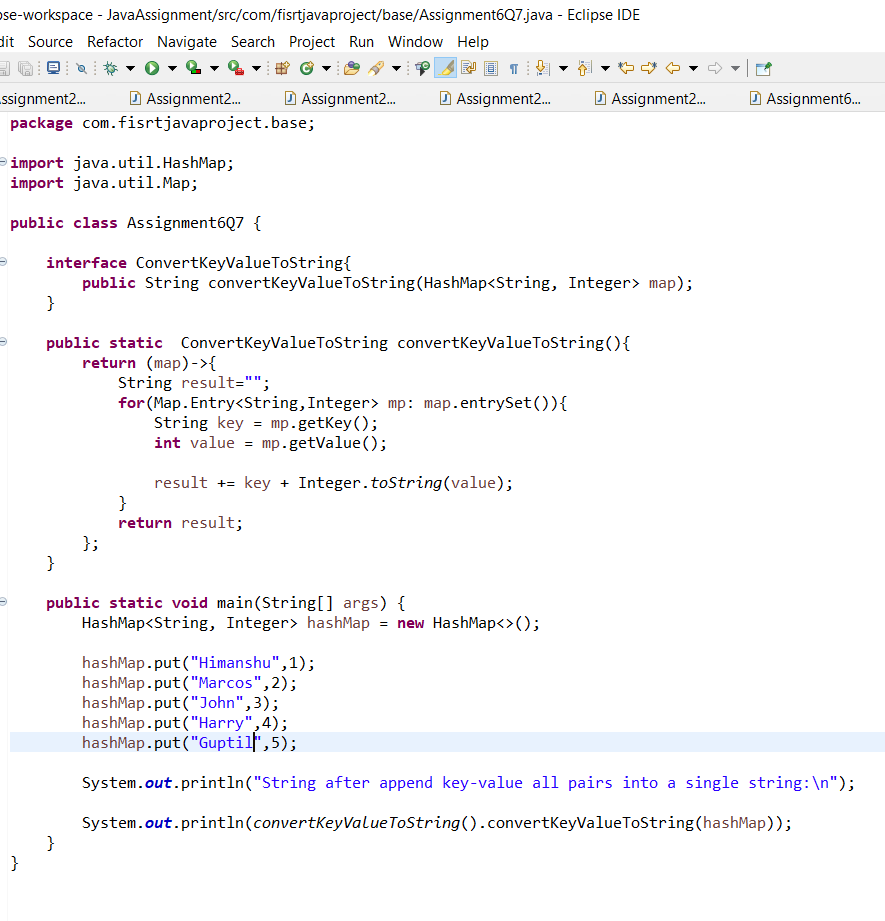 pse-workspace - JavaAssignment/src/com/fisrtjavaproject/base/Assignment6Q7.java - Eclipse IDE
dit Source Refactor Navigate Search Project Run Window Help
ssignment2... Assignment2... Assignment2... Assignment2... Assignment2... Assignment6...
package com.fisrtjavaproject.base;
import java.util.HashMap;
import java.util.Map;
public class Assignment6Q7 {
interface ConvertKeyValueToString{
public String convertKeyValueToString(HashMap<String, Integer> map);
}
public static  ConvertKeyValueToString convertKeyValueToString(){
return (map)->{
String result="";
for(Map.Entry<String,Integer> mp: map.entrySet()){
String key = mp.getKey();
int value = mp.getValue();
result += key + Integer.toString(value);
}
return result;
};
}
public static void main(String[] args) {
HashMap<String, Integer> hashMap = new HashMap<>();
hashMap.put("Himanshu",1);
hashMap.put("Marcos",2);
hashMap.put("John",3);
hashMap.put("Harry",4);
hashMap.put("Guptil",5);
System.out.println("String after append key-value all pairs into a single string:\n");
System.out.println(convertKeyValueToString().convertKeyValueToString(hashMap));
}
}